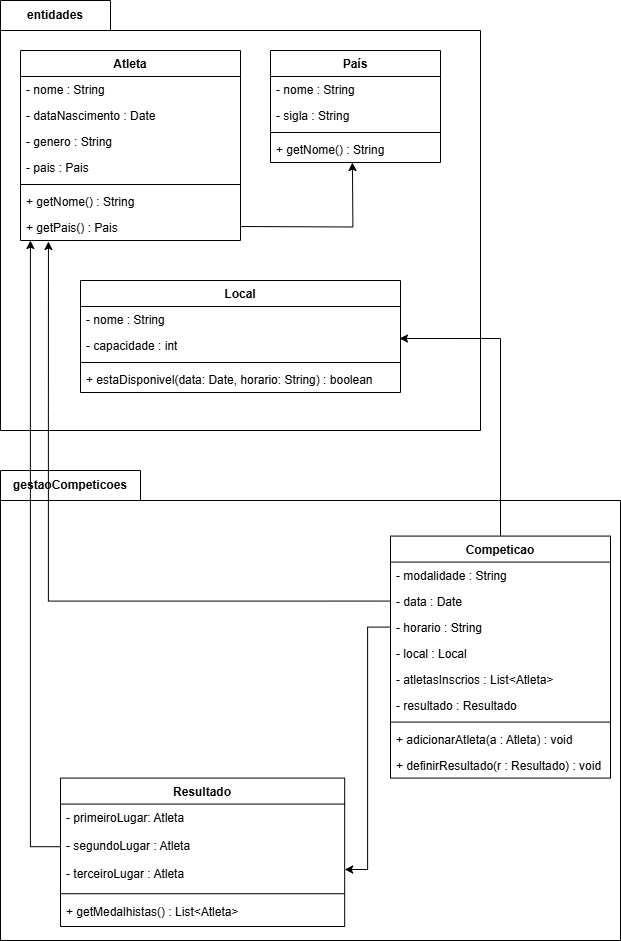 entidades
Atleta
- nome : String
- dataNascimento : Date
- genero : String
- pais : Pais
+ getNome() : String
+ getPais() : Pais
País
- nome : String
- sigla : String
+ getNome() : String
Local
- nome : String
- capacidade : int
+ estaDisponivel(data: Date, horario: String) : boolean
gestaoCompeticoes
Competicao
- modalidade : String
- data : Date
- horario : String
- local : Local
- atletasInscrios : List<Atleta>
- resultado : Resultado
+ adicionarAtleta(a : Atleta) : void
+ definirResultado(r : Resultado) : void
Resultado
- primeiroLugar: Atleta
- segundoLugar : Atleta
- terceiroLugar : Atleta
+ getMedalhistas() : List<Atleta>